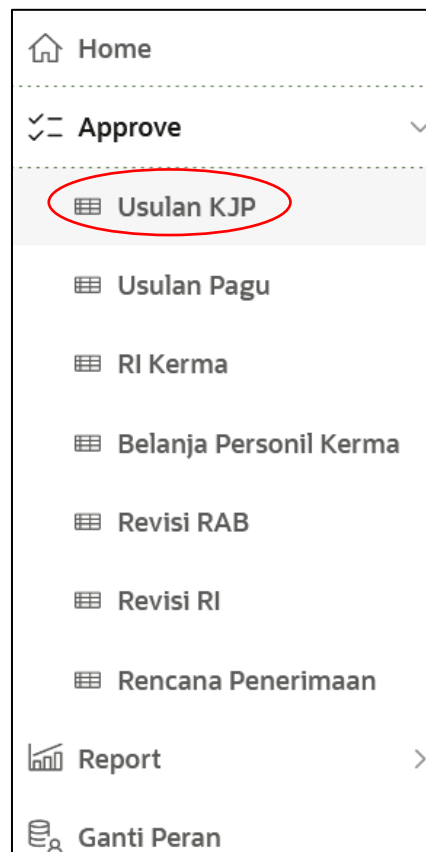 Home
Approve
Usulan KJP
Usulan Pagu
RI Kerma
Belanja Personil Kerma
Revisi RAB
Revisi RI
Rencana Penerimaan
Report
Ganti Peran